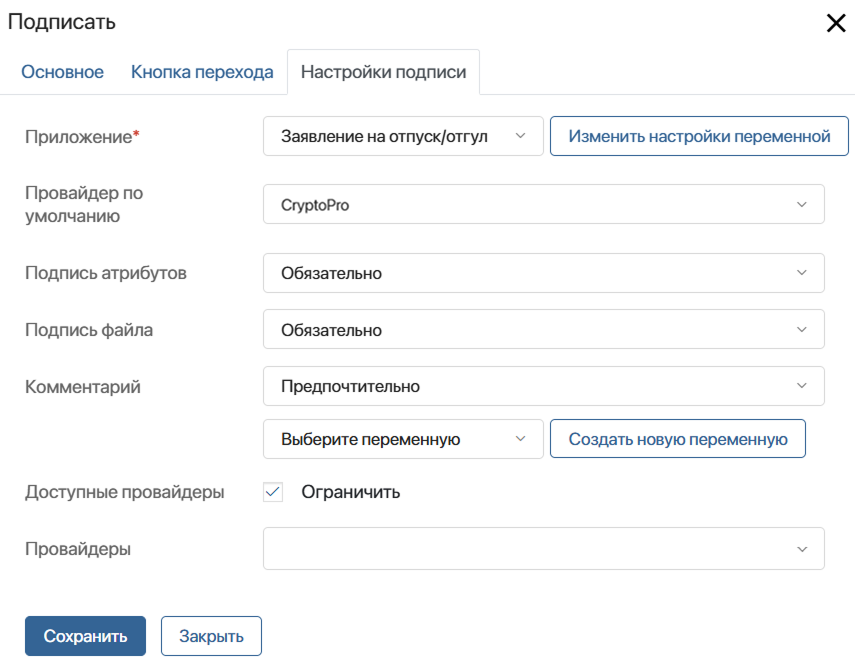 Подписать
Основное Кнопка перехода Настройки подписи
Приложение* Заявление на отпуск/отгул Изменить настройки переменной
Провайдер по
умолчанию
CryptoPro
Подпись атрибутов Обязательно
Подпись файла Обязательно
Комментарий Предпочтительно
Выберите переменную Создать новую переменную
Доступные провайдеры Ограничить
Провайдеры
Сохранить Закрыть